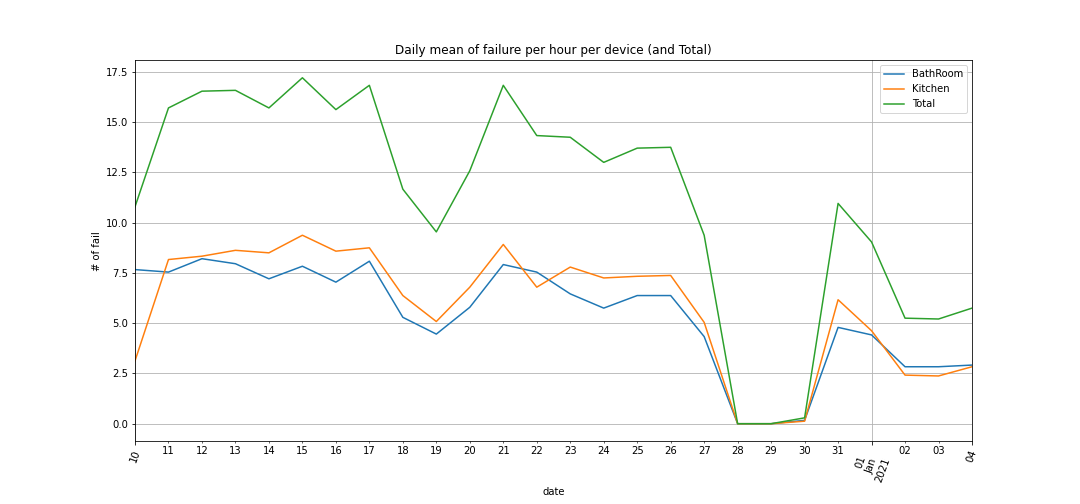 Daily mean of failure per hour per device (and Total)
17.5
15.0
12.5
10.0
7.5
5.0
2.5
0.0
# of fail
BathRoom
Kitchen
Total
10 11 12 13 14 15 16 17 18 19 20 21 22 23 24 25 26 27 28 29 30 31 01 02 03 04
Jan
2021
date